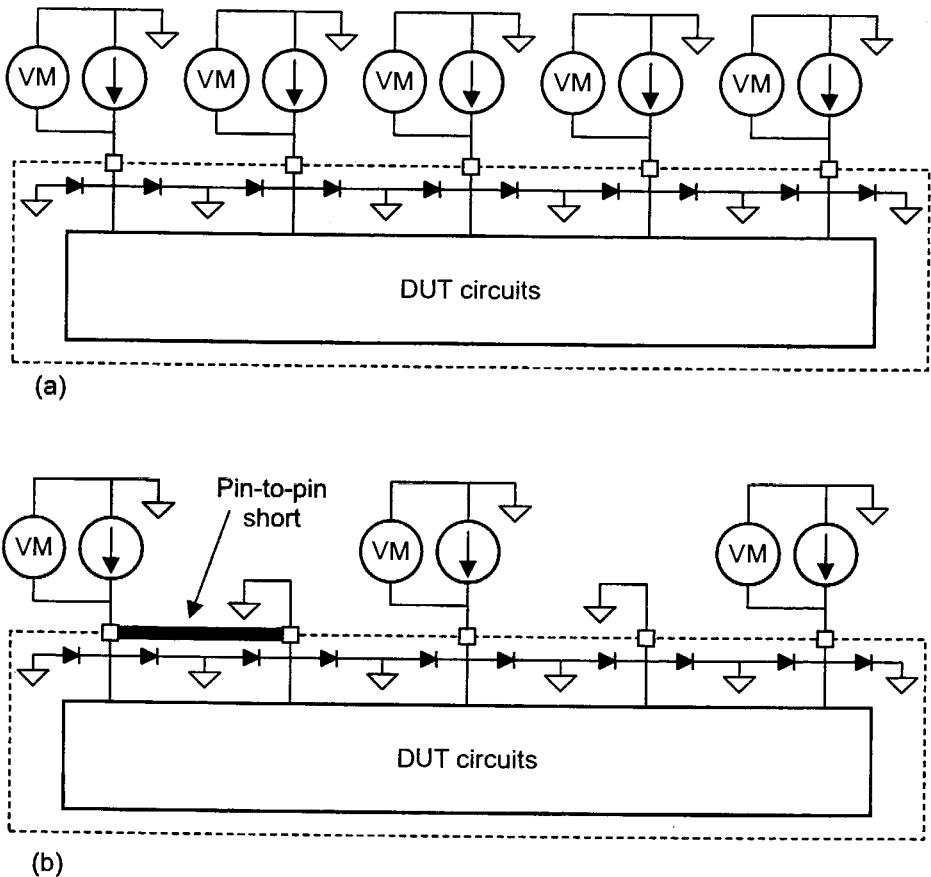 VM VM VM VM VM
DUT circuits
(a)
Pin-to-pin
short
VM VM VM
DUT circuits
(b)